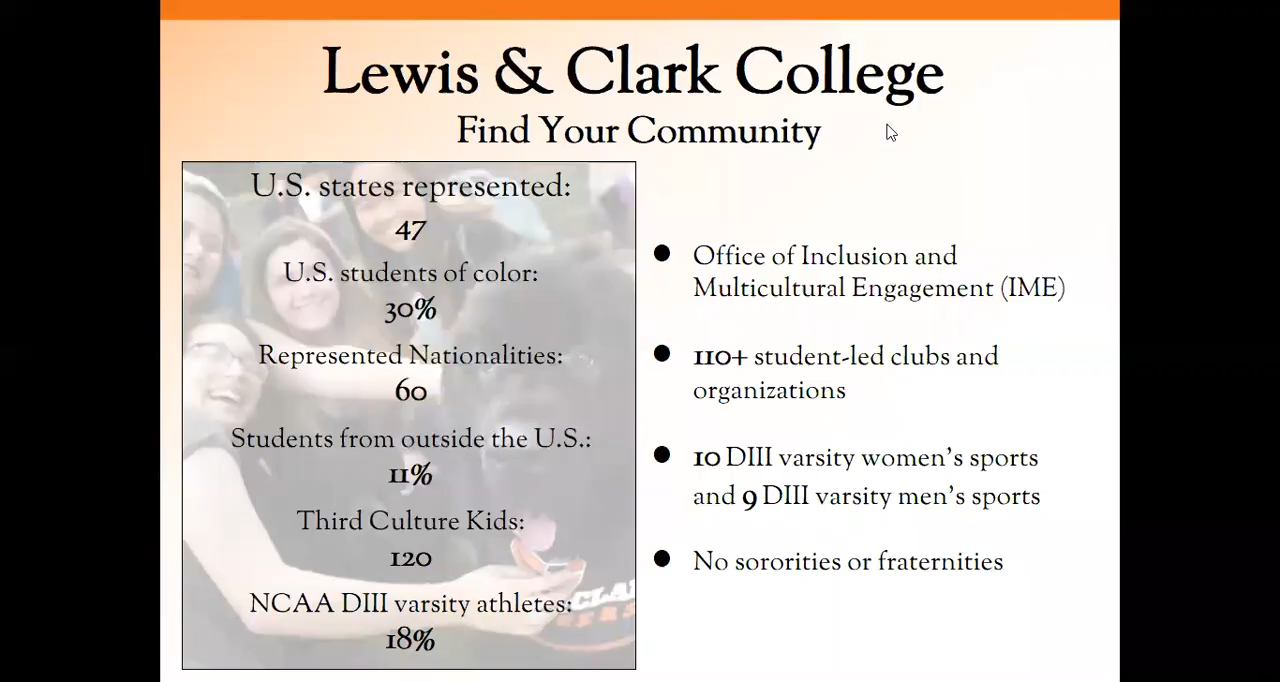 Lewis & Clark College
Find Your Community
U.S. states represented:
47
U.S. students of color:
30%
Represented Nationalities:
60
Students from outside the U.S.:
11%
Third Culture Kids:
120
NCAA DIII varsity athletes:
18%
● Office of Inclusion and
Multicultural Engagement (IME)
● 110+ student-led clubs and
organizations
● 10 DIII varsity women's sports
and 9 DIII varsity men's sports
● No sororities or fraternities